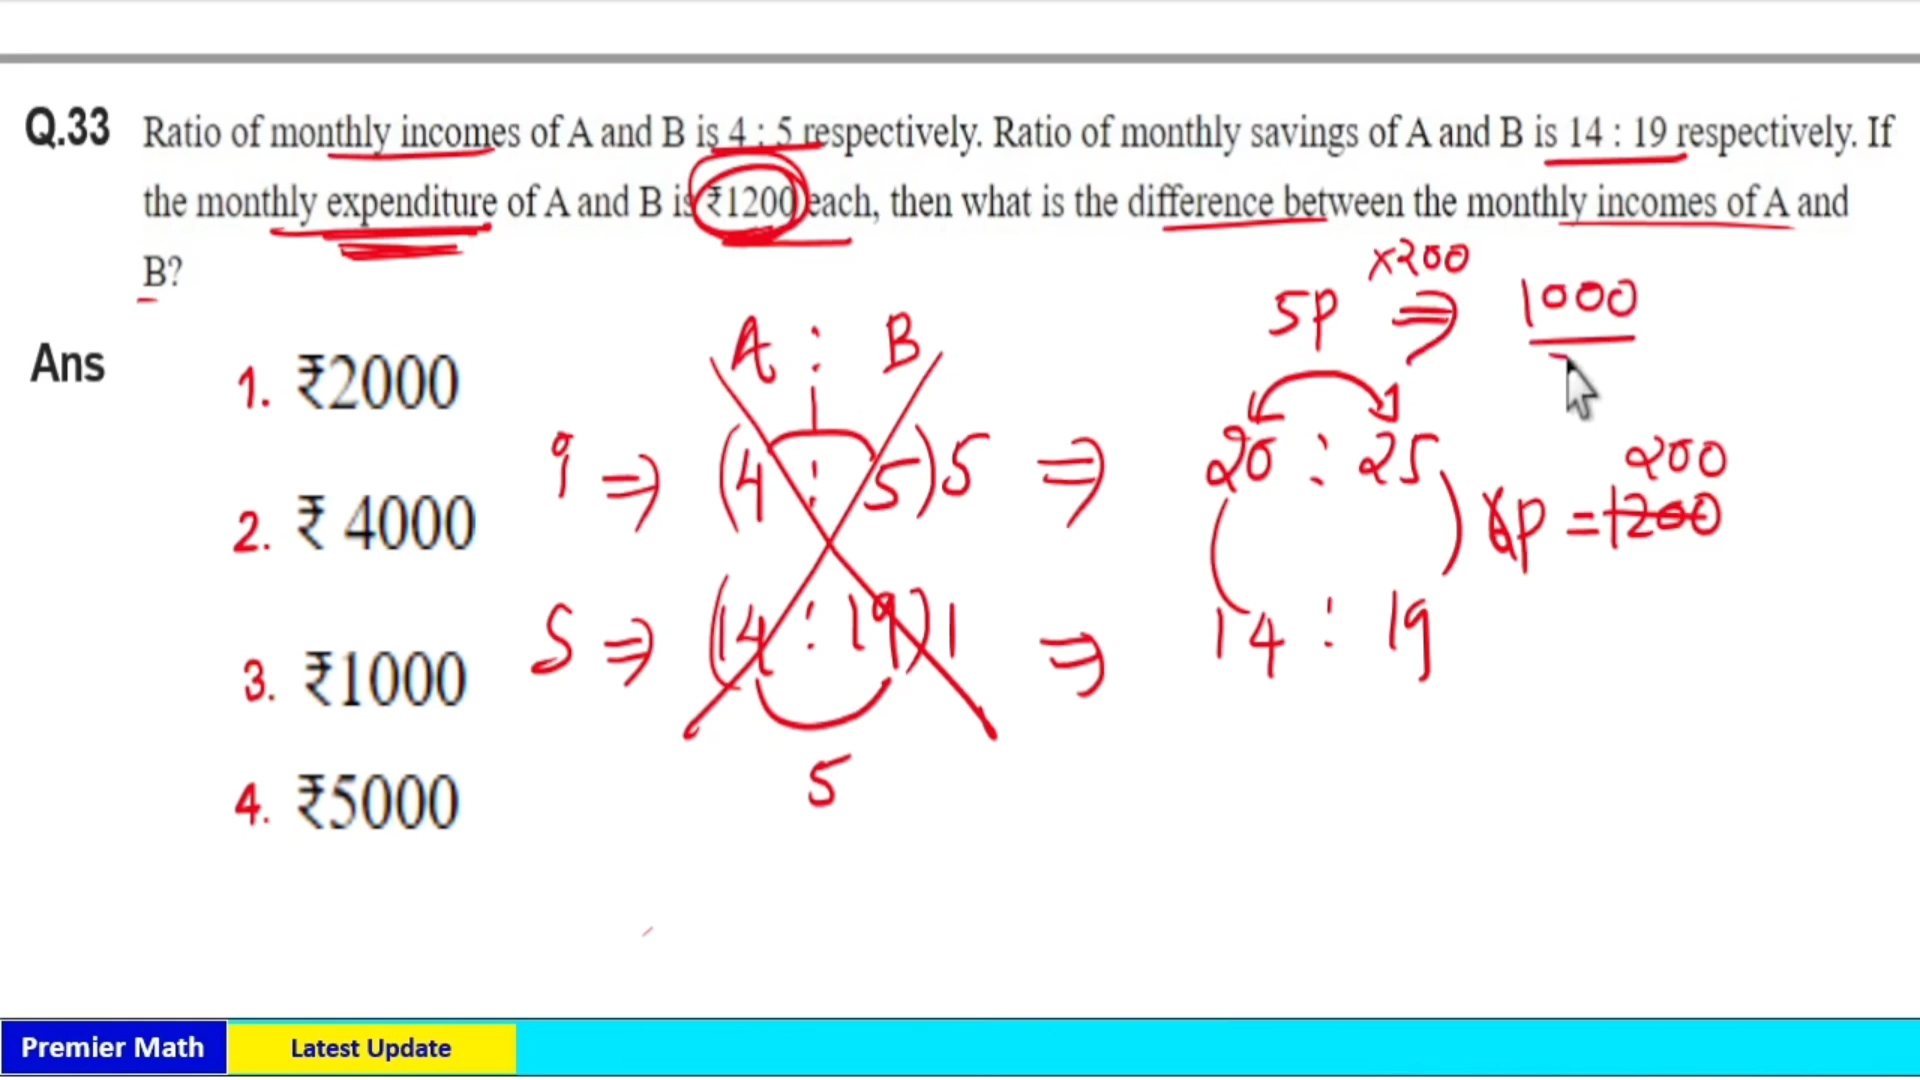 Q.33 Ratio of monthly incomes of A and B is 4 : 5 respectively. Ratio of monthly savings of A and B is 14 : 19 respectively. If
the monthly expenditure of A and B is ₹1200 each, then what is the difference between the monthly incomes of A and
B?
×200
5p ⇒ 1000
A : B
Ans 1. ₹2000
i ⇒ (4 : 5)5 ⇒ 20 : 25
200
2. ₹ 4000
6p = 1200
S ⇒ (14 : 19)1 ⇒ 14 : 19
3. ₹1000
5
4. ₹5000
Premier Math Latest Update